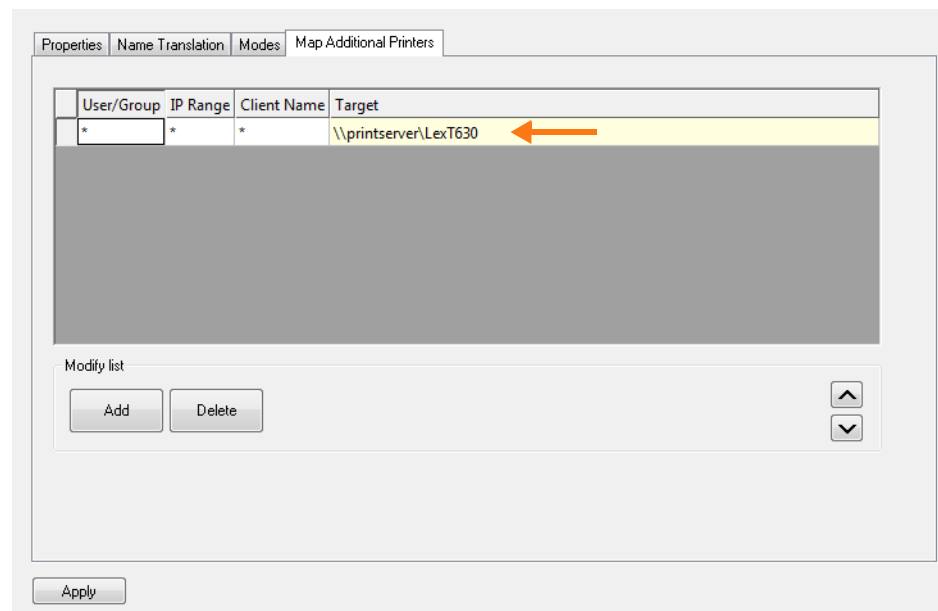 Properties Name Translation Modes Map Additional Printers
User/Group IP Range Client Name Target
* * * \\printserver\LexT630
Modify list
Add Delete
Apply